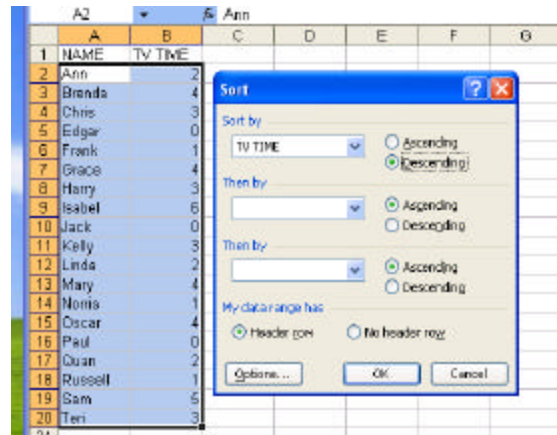 A2 Ann
A B C D E F G
1 NAME TV TIME
2 Ann 2
3 Brenda 4
4 Chris 3
5 Edgar 0
6 Frank 1
7 Grace 4
8 Harry 3
9 Isabel 6
10 Jack 0
11 Kelly 3
12 Linda 2
13 Mary 4
14 Norris 1
15 Oscar 4
16 Paul 0
17 Quan 2
18 Russell 1
19 Sam 5
20 Teri 3
Sort
Sort by
TV TIME Ascending
Descending
Then by
Ascending
Descending
Then by
Ascending
Descending
My data range has
Header row No header row
Options... OK Cancel